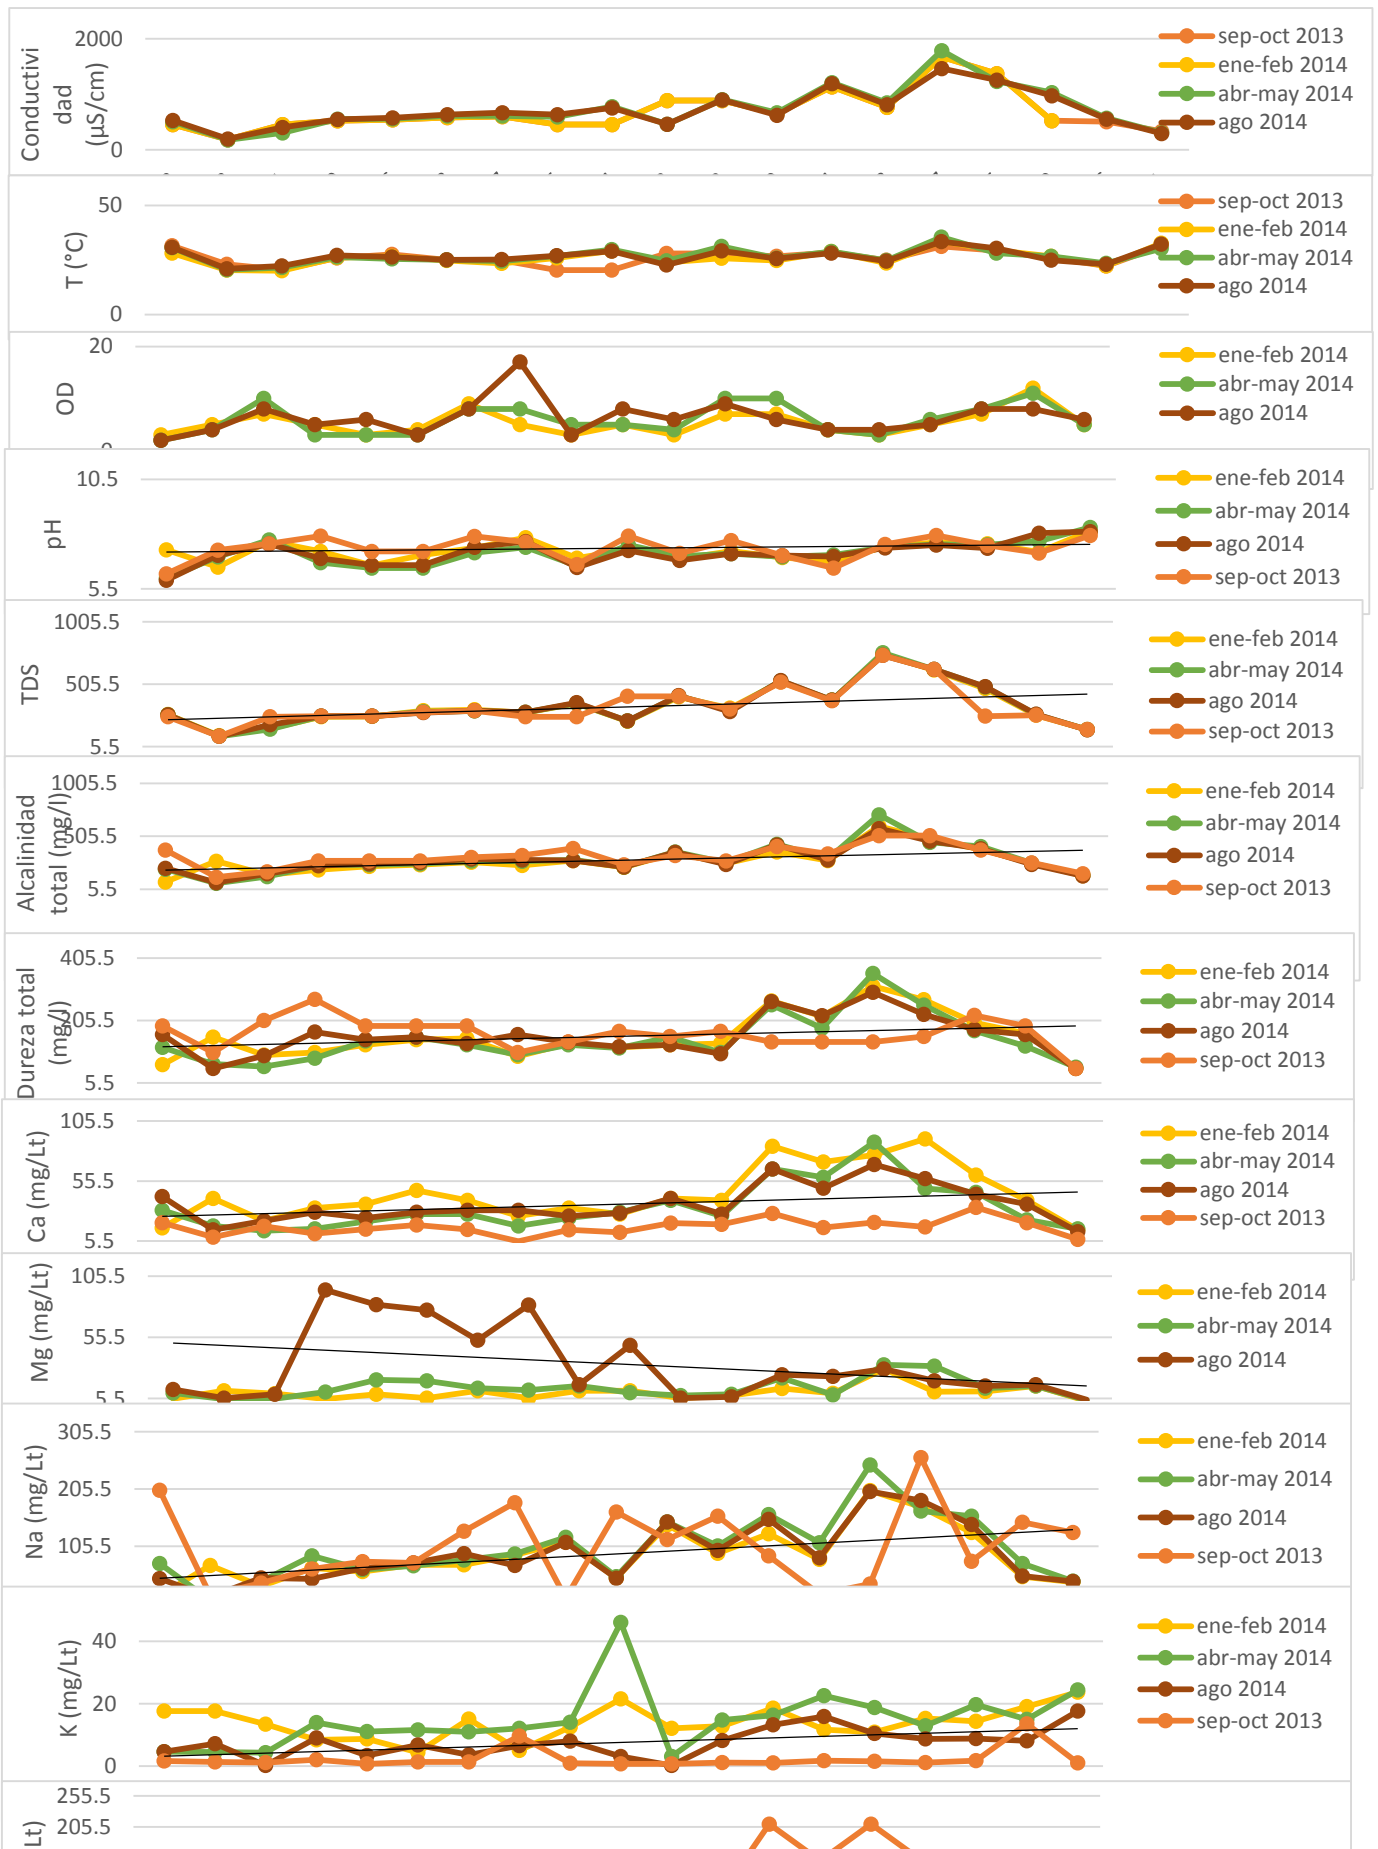 Conductivi
dad
(µS/cm)
2000
0
sep-oct 2013
ene-feb 2014
abr-may 2014
ago 2014
T (°C)
50
0
sep-oct 2013
ene-feb 2014
abr-may 2014
ago 2014
OD
20
0
ene-feb 2014
abr-may 2014
ago 2014
pH
10.5
5.5
ene-feb 2014
abr-may 2014
ago 2014
sep-oct 2013
TDS
1005.5
505.5
5.5
ene-feb 2014
abr-may 2014
ago 2014
sep-oct 2013
Alcalinidad
total (mg/l)
1005.5
505.5
5.5
ene-feb 2014
abr-may 2014
ago 2014
sep-oct 2013
Dureza total
(mg/l)
405.5
205.5
5.5
ene-feb 2014
abr-may 2014
ago 2014
sep-oct 2013
Ca (mg/Lt)
105.5
55.5
5.5
ene-feb 2014
abr-may 2014
ago 2014
sep-oct 2013
Mg (mg/Lt)
105.5
55.5
5.5
ene-feb 2014
abr-may 2014
ago 2014
Na (mg/Lt)
305.5
205.5
105.5
ene-feb 2014
abr-may 2014
ago 2014
sep-oct 2013
K (mg/Lt)
40
20
0
ene-feb 2014
abr-may 2014
ago 2014
sep-oct 2013
Lt)
255.5
205.5